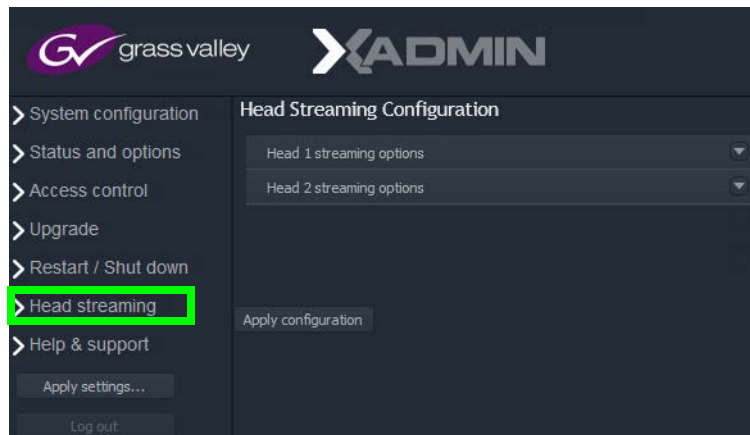 grass valley
XADMIN
System configuration
Status and options
Access control
Upgrade
Restart / Shut down
Head streaming
Help & support
Apply settings...
Log out
Head Streaming Configuration
Head 1 streaming options
Head 2 streaming options
Apply configuration